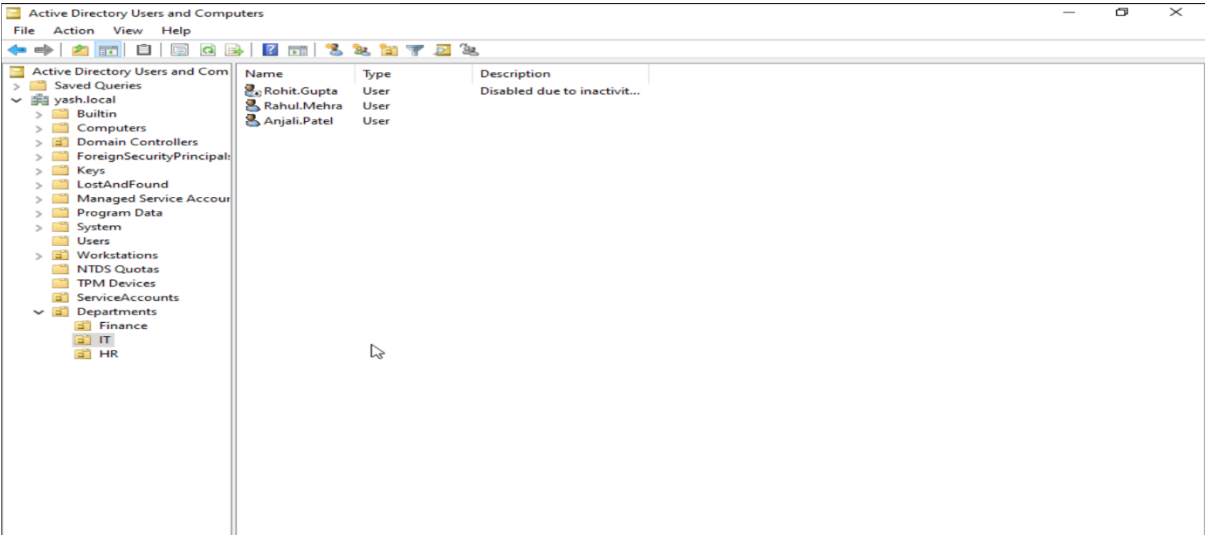 Active Directory Users and Computers
File Action View Help
Active Directory Users and Com
Saved Queries
yash.local
Builtin
Computers
Domain Controllers
ForeignSecurityPrincipals
Keys
LostAndFound
Managed Service Accour
Program Data
System
Users
Workstations
NTDS Quotas
TPM Devices
ServiceAccounts
Departments
Finance
IT
HR
Name Type Description
Rohit.Gupta User Disabled due to inactivit...
Rahul.Mehra User
Anjali.Patel User